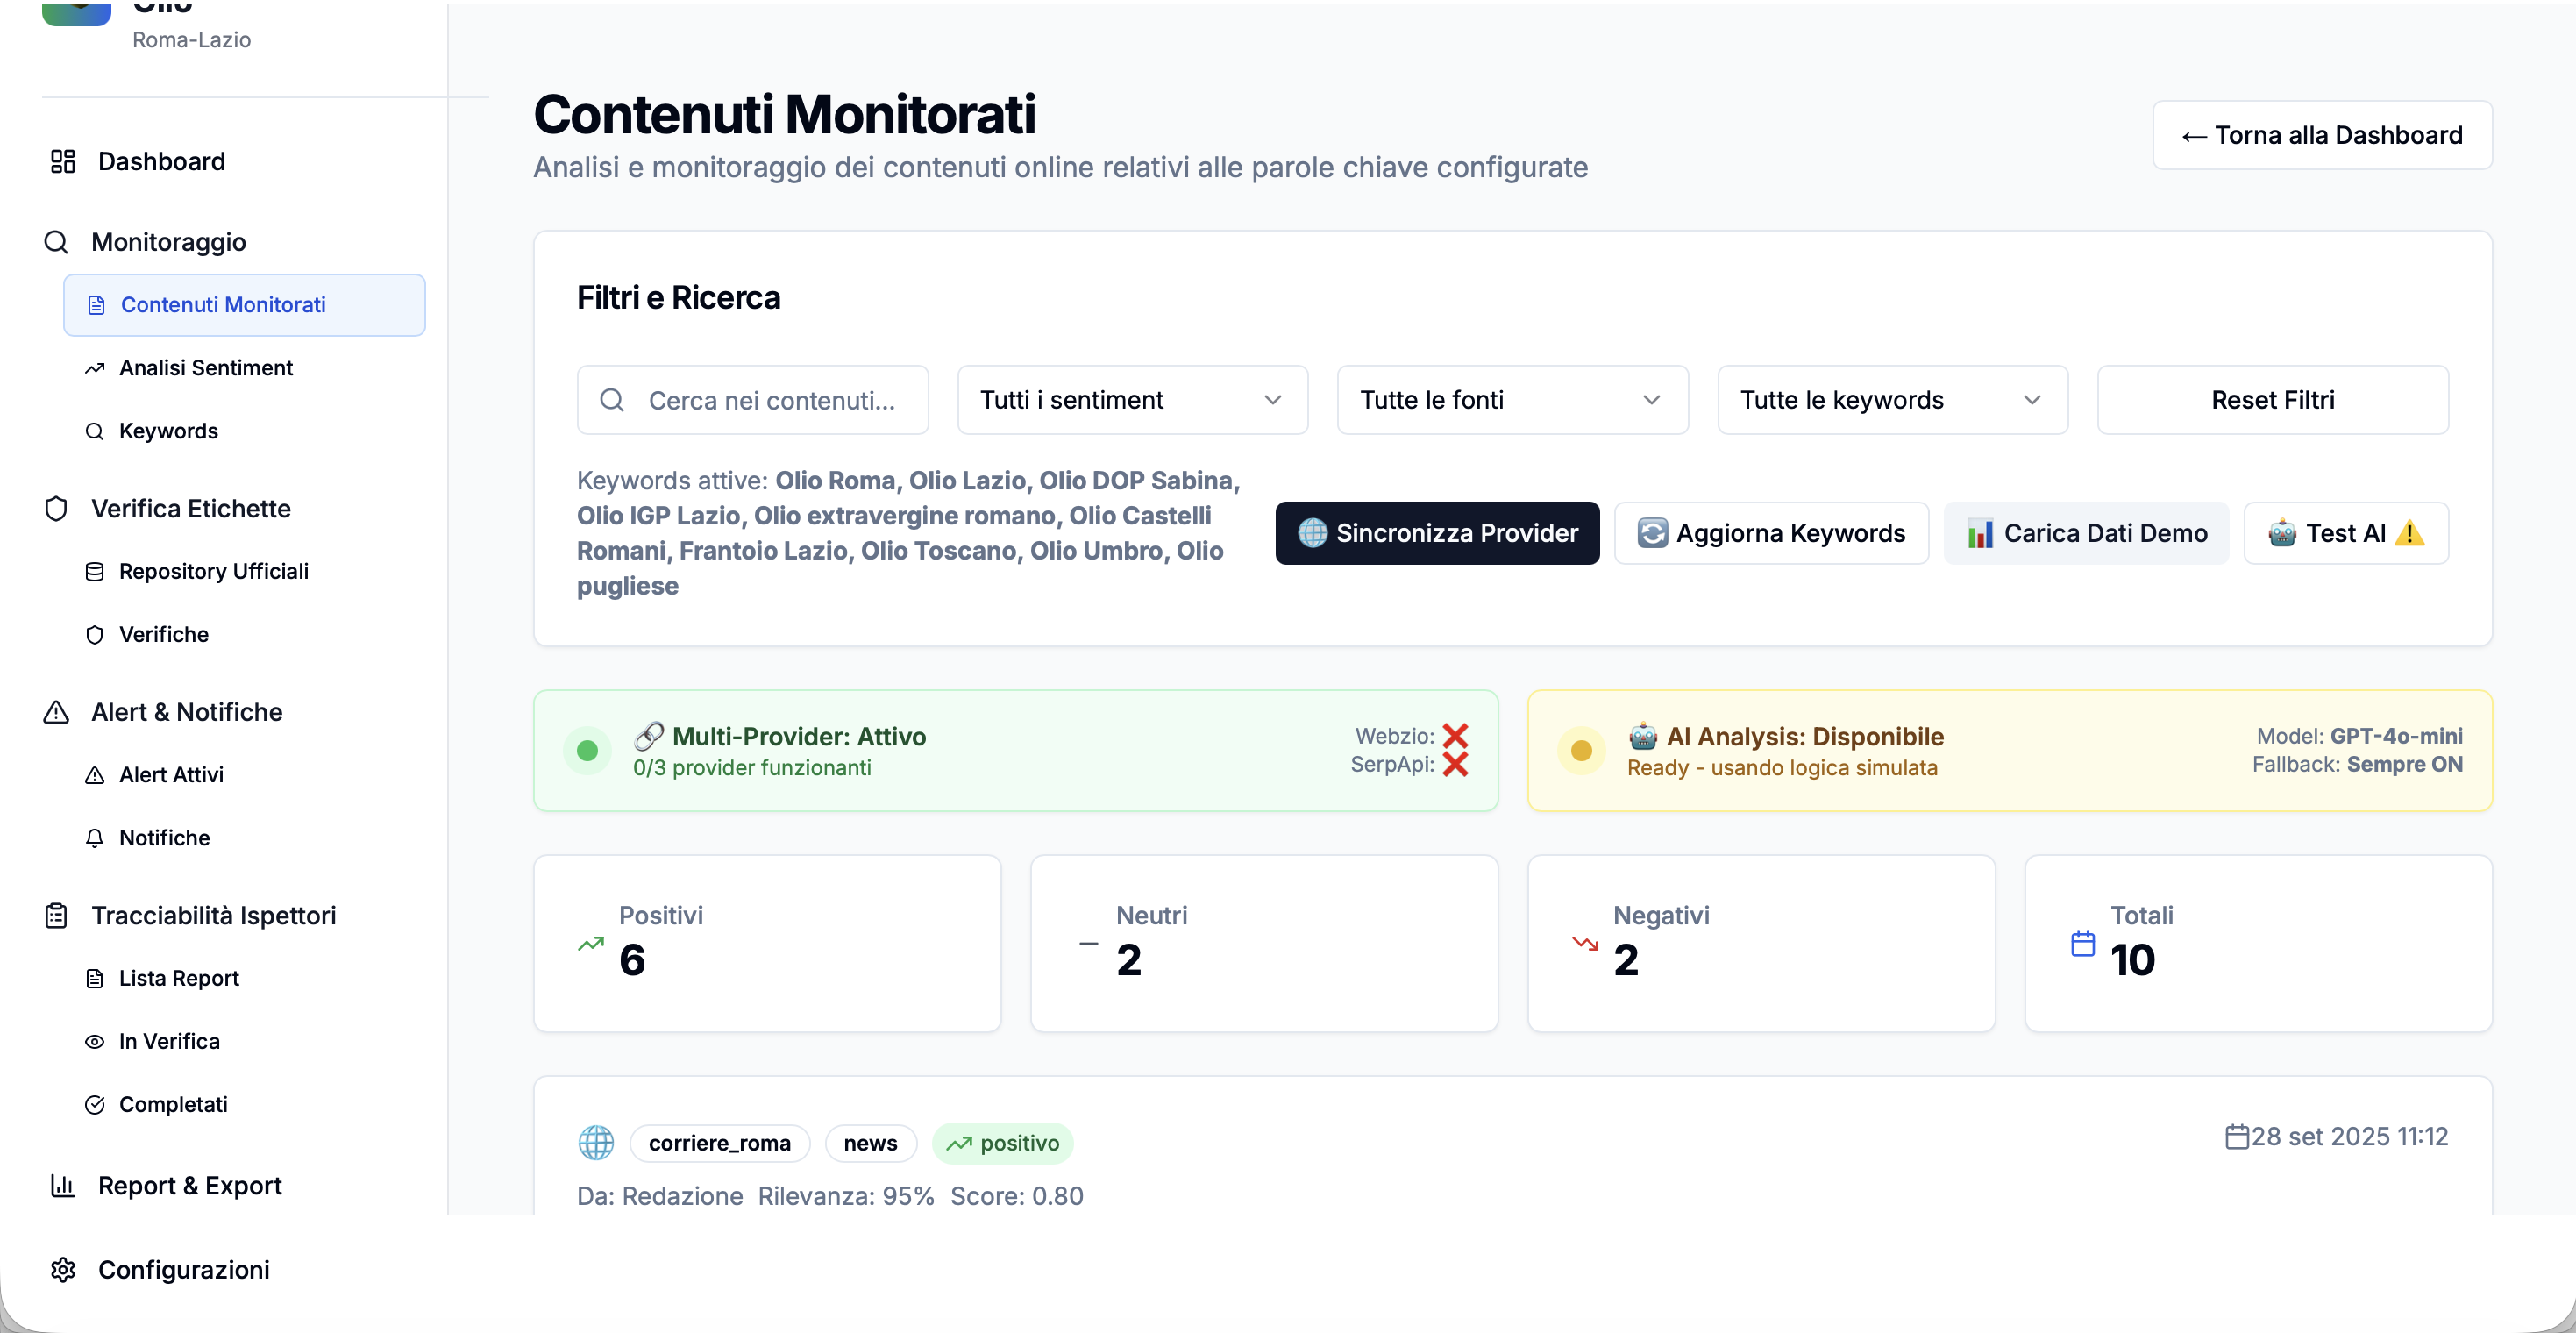 Olio
Roma-Lazio
Dashboard
Monitoraggio
Contenuti Monitorati
Analisi Sentiment
Keywords
Verifica Etichette
Repository Ufficiali
Verifiche
Alert & Notifiche
Alert Attivi
Notifiche
Tracciabilità Ispettori
Lista Report
In Verifica
Completati
Report & Export
Configurazioni
Contenuti Monitorati
Analisi e monitoraggio dei contenuti online relativi alle parole chiave configurate
← Torna alla Dashboard
Filtri e Ricerca
Cerca nei contenuti...
Tutti i sentiment
Tutte le fonti
Tutte le keywords
Reset Filtri
Keywords attive: Olio Roma, Olio Lazio, Olio DOP Sabina,
Olio IGP Lazio, Olio extravergine romano, Olio Castelli
Romani, Frantoio Lazio, Olio Toscano, Olio Umbro, Olio
pugliese
🌐 Sincronizza Provider
🔄 Aggiorna Keywords
📊 Carica Dati Demo
🤖 Test AI ⚠️
🔗 Multi-Provider: Attivo
0/3 provider funzionanti
Webzio: ❌
SerpApi: ❌
🤖 AI Analysis: Disponibile
Ready - usando logica simulata
Model: GPT-4o-mini
Fallback: Sempre ON
Positivi
6
Neutri
2
Negativi
2
Totali
10
🌐 corriere_roma news positivo
28 set 2025 11:12
Da: Redazione Rilevanza: 95% Score: 0.80